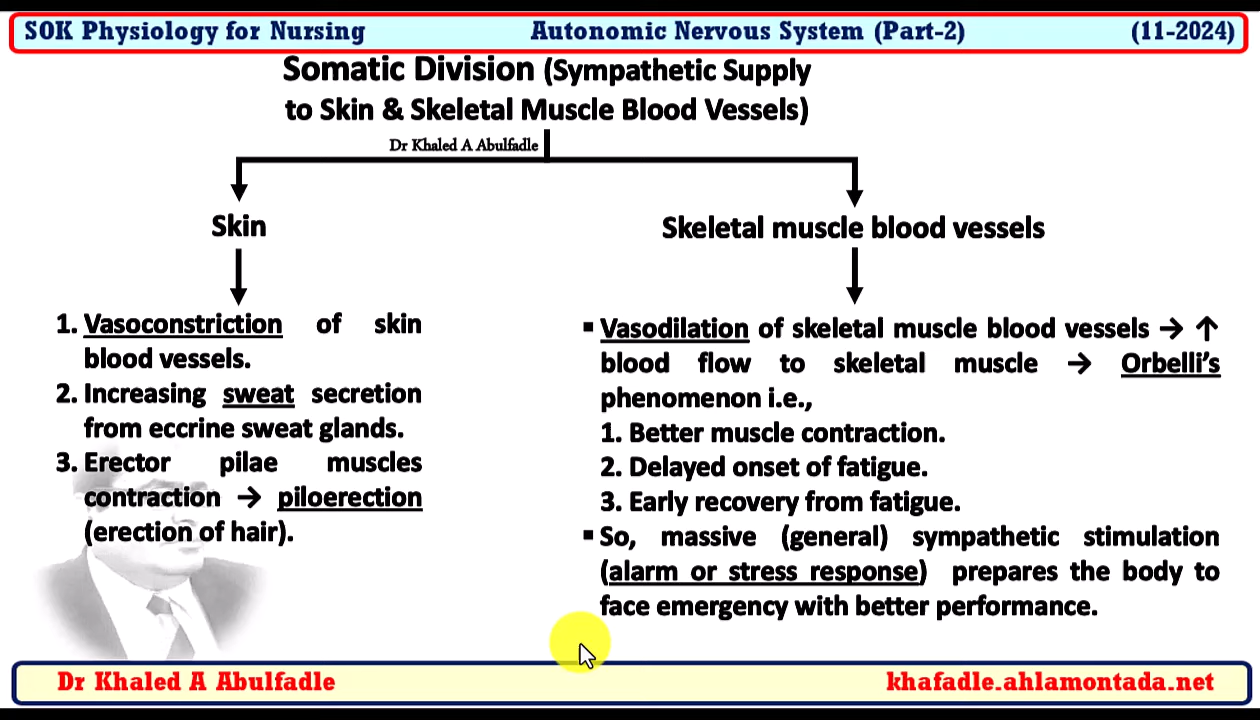 SOK Physiology for Nursing Autonomic Nervous System (Part-2) (11-2024)
Somatic Division (Sympathetic Supply
to Skin & Skeletal Muscle Blood Vessels)
Dr Khaled A Abulfadle
Skin
1. Vasoconstriction of skin
blood vessels.
2. Increasing sweat secretion
from eccrine sweat glands.
3. Erector pilae muscles
contraction → piloerection
(erection of hair).
Skeletal muscle blood vessels
▪ Vasodilation of skeletal muscle blood vessels → ↑
blood flow to skeletal muscle → Orbelli’s
phenomenon i.e.,
1. Better muscle contraction.
2. Delayed onset of fatigue.
3. Early recovery from fatigue.
▪ So, massive (general) sympathetic stimulation
(alarm or stress response) prepares the body to
face emergency with better performance.
Dr Khaled A Abulfadle khafadle.ahlamontada.net